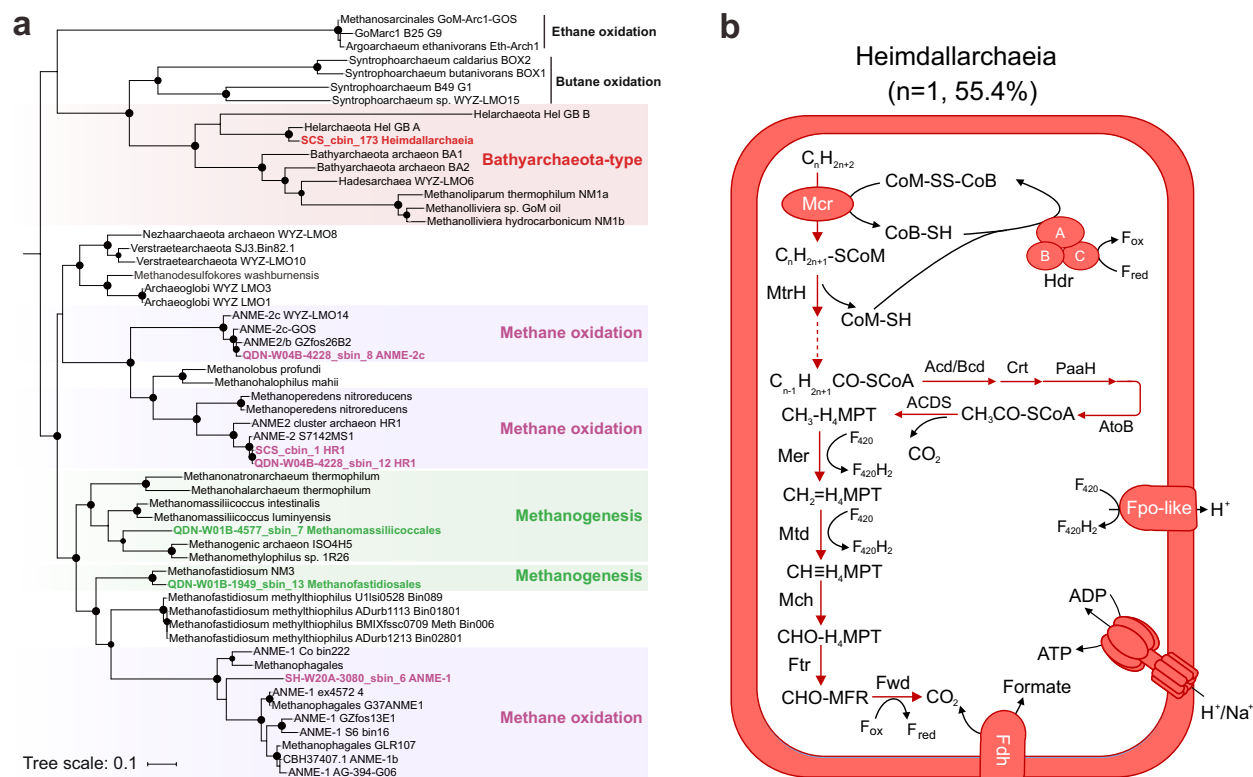 a
Methanosarcinales GoM-Arc1-GOS
GoMarc1 B25 G9
Argoarchaeum ethanivorans Eth-Arch1
Ethane oxidation
Syntrophoarchaeum caldarius BOX2
Syntrophoarchaeum butanivorans BOX1
Syntrophoarchaeum B49 G1
Syntrophoarchaeum sp. WYZ-LMO15
Butane oxidation
Helarchaeota Hel GB B
Helarchaeota Hel GB A
SCS_cbin_173 Heimdallarchaeia
Bathyarchaeota archaeon BA1
Bathyarchaeota archaeon BA2
Hadesarchaea WYZ-LMO6
Methanoliparum thermophilum NM1a
Methanolliviera sp. GoM oil
Methanolliviera hydrocarbonicum NM1b
Bathyarchaeota-type
Nezhaarchaeota archaeon WYZ-LMO8
Verstraetearchaeota SJ3.Bin82.1
Verstraetearchaeota WYZ-LMO10
Methanodesulfokores washburnensis
Archaeoglobi WYZ LMO3
Archaeoglobi WYZ LMO1
ANME-2c WYZ-LMO14
ANME-2c-GOS
ANME2/b GZfos26B2
QDN-W04B-4228_sbin_8 ANME-2c
Methane oxidation
Methanolobus profundi
Methanohalophilus mahii
Methanoperedens nitroreducens
Methanoperedens nitroreducens
ANME2 cluster archaeon HR1
ANME-2 S7142MS1
SCS_cbin_1 HR1
QDN-W04B-4228_sbin_12 HR1
Methane oxidation
Methanonatronarchaeum thermophilum
Methanohalarchaeum thermophilum
Methanomassiliicoccus intestinalis
Methanomassiliicoccus luminyensis
QDN-W01B-4577_sbin_7 Methanomassiliicoccales
Methanogenic archaeon ISO4H5
Methanomethylophilus sp. 1R26
Methanogenesis
Methanofastidiosum NM3
QDN-W01B-1949_sbin_13 Methanofastidiosales
Methanogenesis
Methanofastidiosum methylthiophilus U1lsi0528 Bin089
Methanofastidiosum methylthiophilus ADurb1113 Bin01801
Methanofastidiosum methylthiophilus BMIXfssc0709 Meth Bin006
Methanofastidiosum methylthiophilus ADurb1213 Bin02801
ANME-1 Co bin222
Methanophagales
SH-W20A-3080_sbin_6 ANME-1
ANME-1 ex4572 4
Methanophagales G37ANME1
ANME-1 GZfos13E1
ANME-1 S6 bin16
Methanophagales GLR107
CBH37407.1 ANME-1b
ANME-1 AG-394-G06
Methane oxidation
Tree scale: 0.1
b
Heimdallarchaeia
(n=1, 55.4%)
CnH2n+2
Mcr
CoM-SS-CoB
CoB-SH
CnH2n+1-SCoM
MtrH
CoM-SH
A
B
C
Hdr
Fox
Fred
Cn-1H2n+1CO-SCoA
Acd/Bcd
Crt
PaaH
AtoB
CH3CO-SCoA
ACDS
CO2
CH3-H4MPT
Mer
F420
F420H2
CH2=H4MPT
Mtd
F420
F420H2
CH≡H4MPT
Mch
CHO-H4MPT
Ftr
CHO-MFR
Fwd
CO2
Fox
Fred
Fdh
Formate
F420
F420H2
Fpo-like
H+
ADP
ATP
H+/Na+